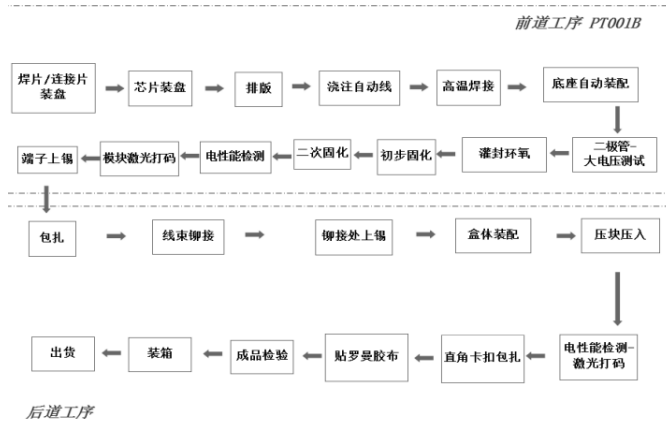 前道工序 PT001B
焊片/连接片
装盘
芯片装盘
排版
浇注自动线
高温焊接
底座自动装配
二极管-
大电压测试
灌封环氧
初步固化
二次固化
电性能检测
模块激光打码
端子上锡
包扎
线束铆接
铆接处上锡
盒体装配
压块压入
电性能检测-
激光打码
直角卡扣包扎
贴罗曼胶布
成品检验
装箱
出货
后道工序